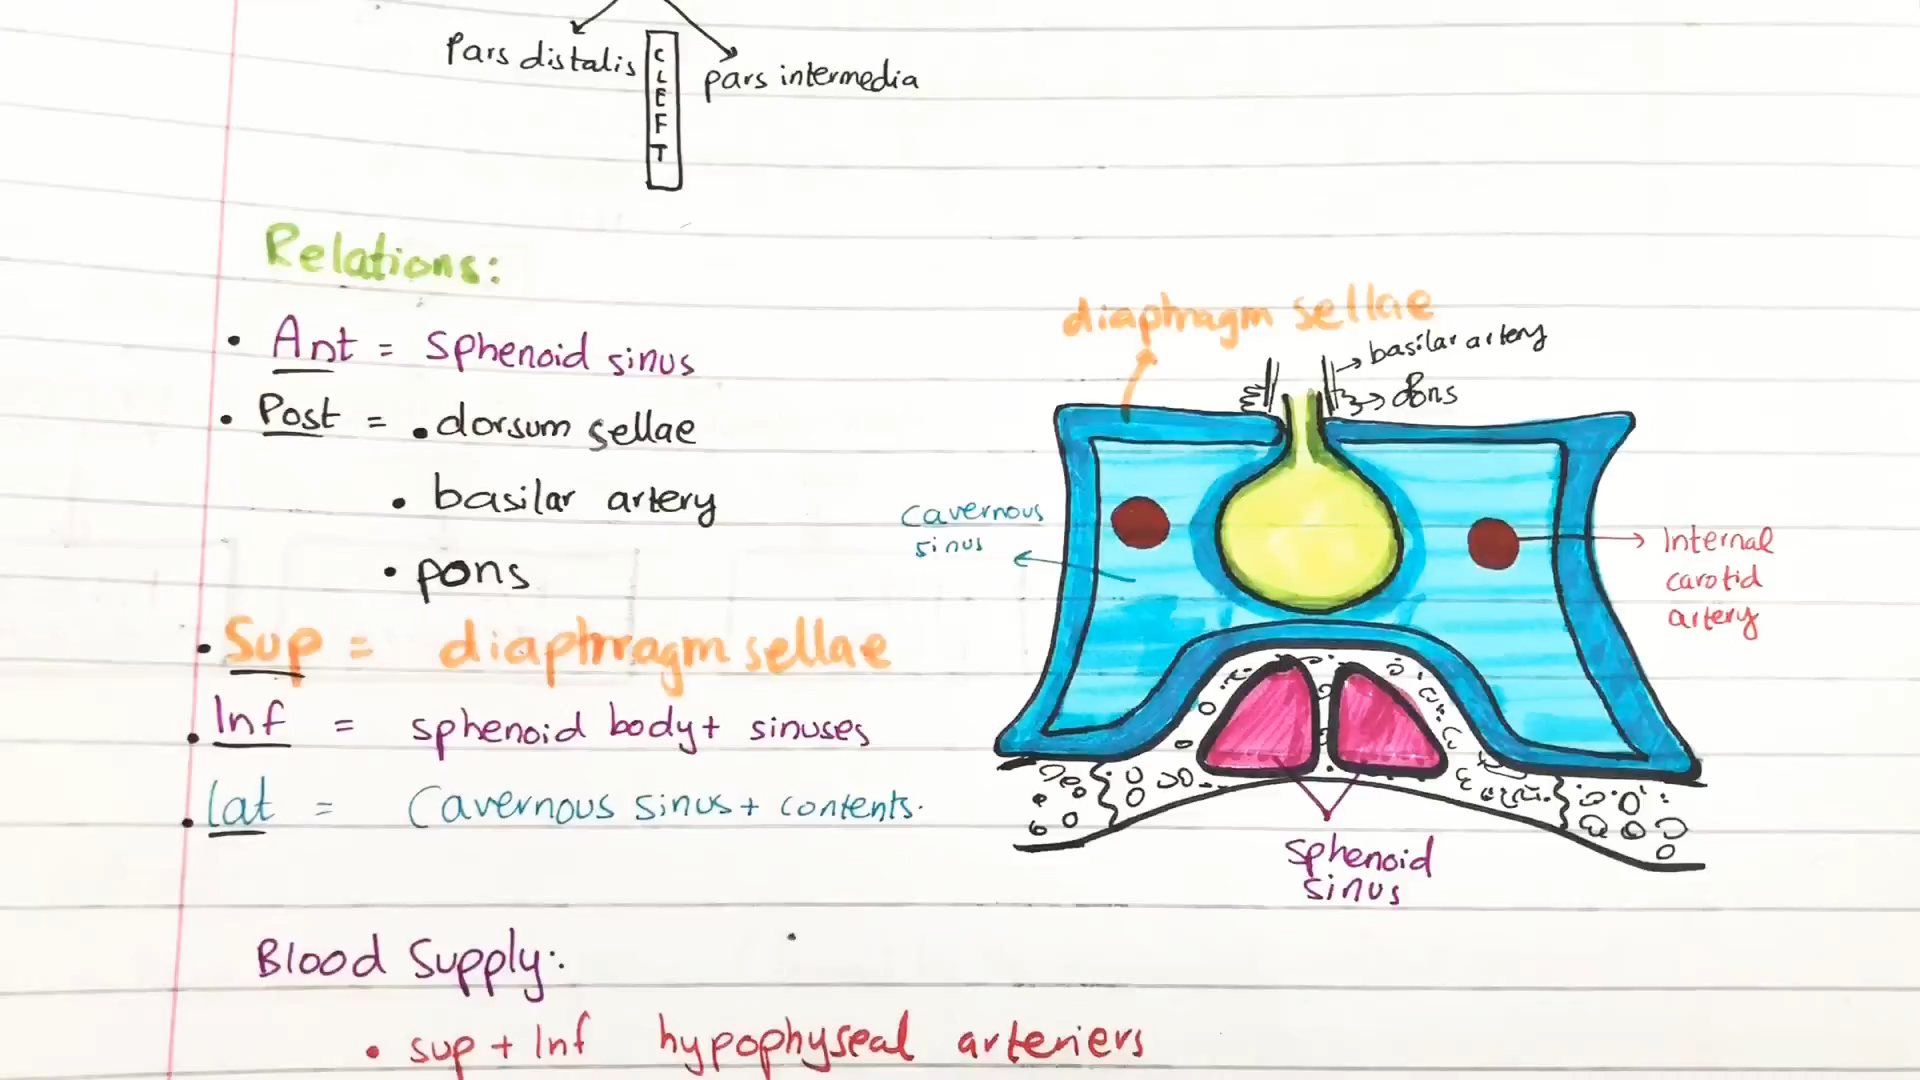 Pars distalis
CLEFT
pars intermedia
Relations:
• Ant = sphenoid sinus
• Post = • dorsum sellae
• basilar artery
• pons
• Sup = diaphragm sellae
• Inf = sphenoid body + sinuses
• lat = Cavernous sinus + contents.
diaphragm sellae
basilar artery
Pons
Cavernous
sinus
Internal
carotid
artery
sphenoid
sinus
Blood Supply:
• sup + Inf hypophyseal arteriers